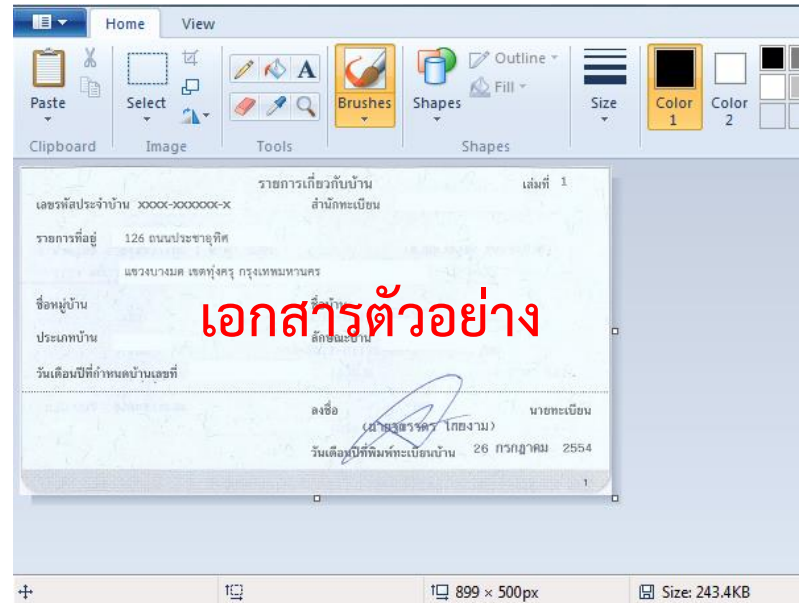 Home View
Paste Select Brushes Shapes Outline Fill Size Color 1 Color 2
Clipboard Image Tools Shapes
รายการเกี่ยวกับบ้าน เล่มที่ 1
เลขรหัสประจำบ้าน xxxx-xxxxxx-x สำนักทะเบียน
รายการที่อยู่ 126 ถนนประชาอุทิศ
แขวงบางมด เขตทุ่งครุ กรุงเทพมหานคร
ชื่อหมู่บ้าน ชื่อบ้าน
เอกสารตัวอย่าง
ประเภทบ้าน ลักษณะบ้าน
วันเดือนปีที่กำหนดบ้านเลขที่
ลงชื่อ นายทะเบียน
ไกยงาม)
วันเดือนปีที่พิมพ์ทะเบียนบ้าน 26 กรกฎาคม 2554
1
899 × 500px Size: 243.4KB